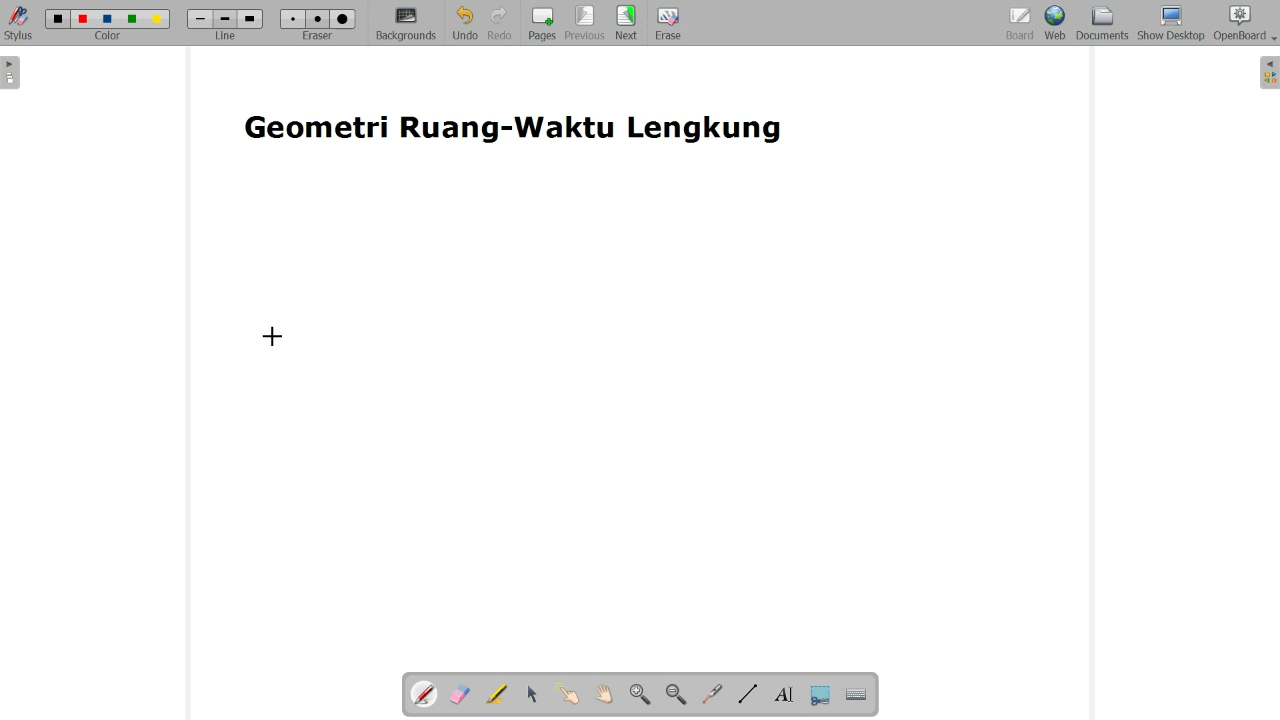 Stylus Color Line Eraser Backgrounds Undo Redo Pages Previous Next Erase Board Web Documents Show Desktop OpenBoard
Geometri Ruang-Waktu Lengkung